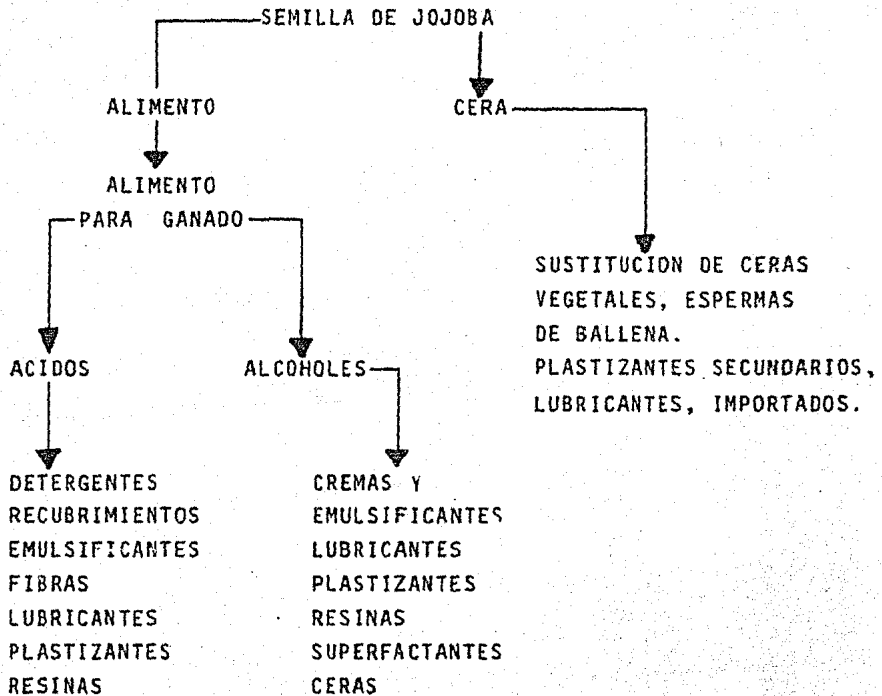 SEMILLA DE JOJOBA
ALIMENTO
CERA
ALIMENTO
PARA GANADO
SUSTITUCION DE CERAS
VEGETALES, ESPERMAS
DE BALLENA.
PLASTIZANTES SECUNDARIOS,
LUBRICANTES, IMPORTADOS.
ACIDOS
ALCOHOLES
DETERGENTES
RECUBRIMIENTOS
EMULSIFICANTES
FIBRAS
LUBRICANTES
PLASTIZANTES
RESINAS
CREMAS Y
EMULSIFICANTES
LUBRICANTES
PLASTIZANTES
RESINAS
SUPERFACTANTES
CERAS